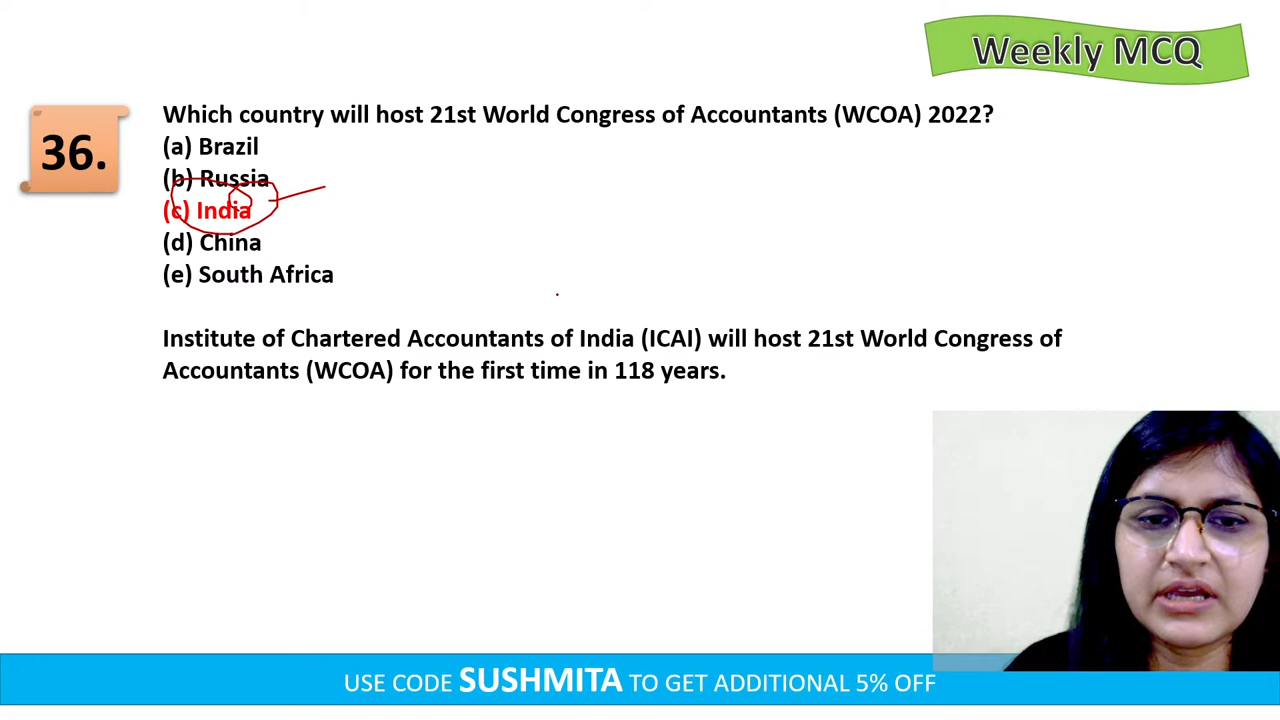 Weekly MCQ
36.
Which country will host 21st World Congress of Accountants (WCOA) 2022?
(a) Brazil
(b) Russia
(c) India
(d) China
(e) South Africa
Institute of Chartered Accountants of India (ICAI) will host 21st World Congress of
Accountants (WCOA) for the first time in 118 years.
USE CODE SUSHMITA TO GET ADDITIONAL 5% OFF